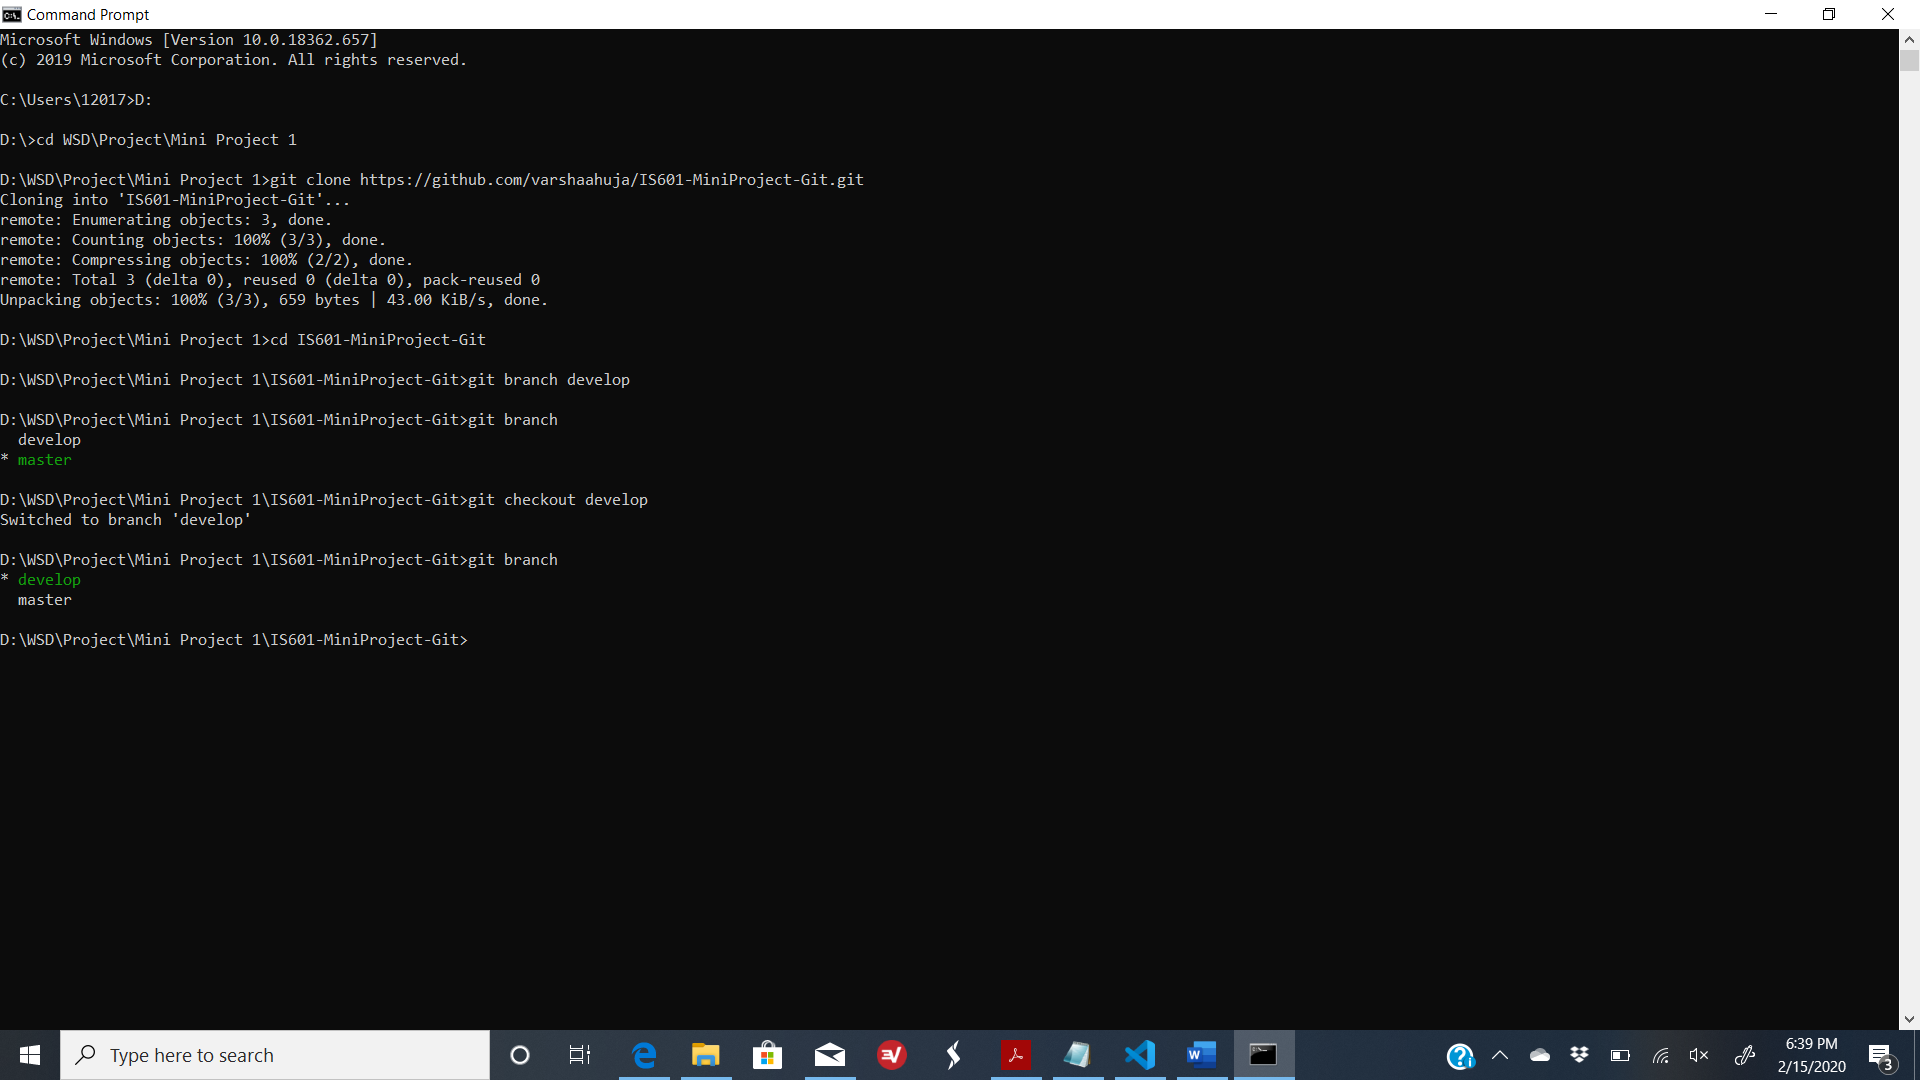 Command Prompt
Microsoft Windows [Version 10.0.18362.657]
(c) 2019 Microsoft Corporation. All rights reserved.
C:\Users\12017>D:
D:\>cd WSD\Project\Mini Project 1
D:\WSD\Project\Mini Project 1>git clone https://github.com/varshaahuja/IS601-MiniProject-Git.git
Cloning into 'IS601-MiniProject-Git'...
remote: Enumerating objects: 3, done.
remote: Counting objects: 100% (3/3), done.
remote: Compressing objects: 100% (2/2), done.
remote: Total 3 (delta 0), reused 0 (delta 0), pack-reused 0
Unpacking objects: 100% (3/3), 659 bytes | 43.00 KiB/s, done.
D:\WSD\Project\Mini Project 1>cd IS601-MiniProject-Git
D:\WSD\Project\Mini Project 1\IS601-MiniProject-Git>git branch develop
D:\WSD\Project\Mini Project 1\IS601-MiniProject-Git>git branch
  develop
* master
D:\WSD\Project\Mini Project 1\IS601-MiniProject-Git>git checkout develop
Switched to branch 'develop'
D:\WSD\Project\Mini Project 1\IS601-MiniProject-Git>git branch
* develop
  master
D:\WSD\Project\Mini Project 1\IS601-MiniProject-Git>
Type here to search
6:39 PM
2/15/2020
3